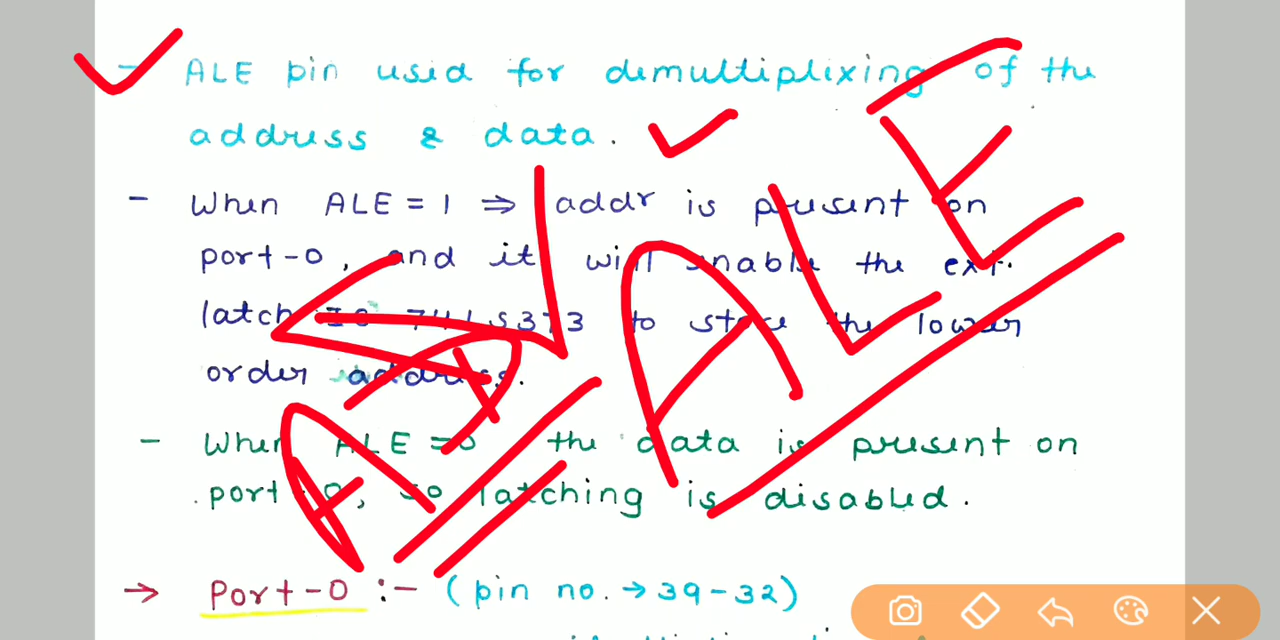 - ALE pin used for demultiplixing of the
address & data.
- When ALE = 1 ⇒ addr is present on
port-0, and it will enable the ext.
latch IC 74LS373 to store the lower
order address.
- When ALE = 0 the data is present on
port-0, so latching is disabled.
→ Port-0 :- (pin no. → 39-32)
ALE